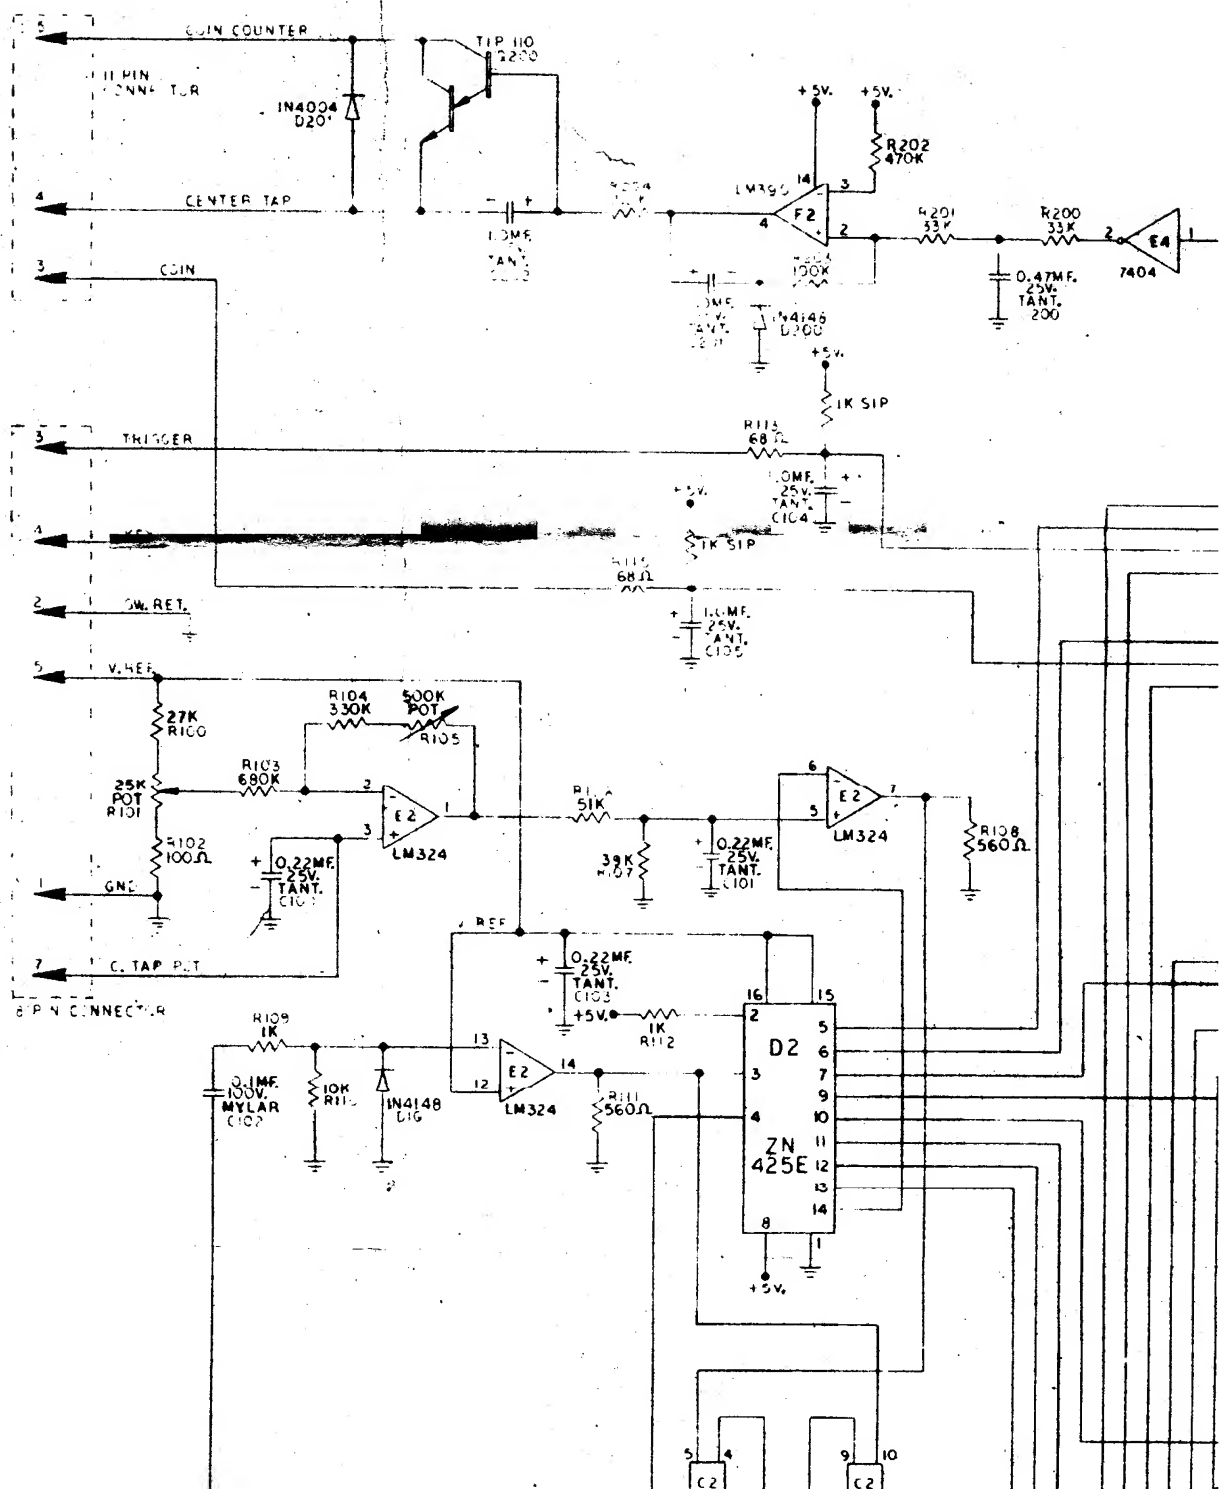 5
COIN COUNTER
11 PIN
IN4004
D201
TIP 110
Q200
4
CENTER TAP
- +
1.0MF.
TANT.
3
COIN
+5V.
+5V.
R202
470K
14
3
F2
4
2
R201
33K
R200
33K
2
E4
1
7404
100K
+ -
TANT.
IN4148
D200
0.47MF.
25V.
TANT.
+5V.
1K SIP
3
TRIGGER
R113
68Ω
1.0MF.
25V.
TANT.
C104
+
-
4
+5V.
1K SIP
68Ω
2
SW. RET.
+
-
1.0MF.
25V.
TANT.
C105
5
V. REF.
27K
R100
R104
330K
500K
POT
R105
25K
POT
R101
R103
680K
2
-
E2
1
3
+
LM324
R102
100Ω
+
-
0.22MF.
25V.
TANT.
1
GND
7
C. TAP POT
8 PIN CONNECTOR
51K
39K
R107
+
-
0.22MF.
25V.
TANT.
C101
6
-
E2
7
5
+
LM324
R108
560Ω
V. REF.
+
-
0.22MF.
25V.
TANT.
C103
+5V.
1K
R112
R109
1K
0.1MF.
100V.
MYLAR
C102
10K
R110
IN4148
D16
13
-
E2
14
12
+
LM324
R111
560Ω
16
15
2
5
D2
6
3
7
9
4
10
ZN
425E
11
12
13
14
8
1
+5V.
5
4
C2
9
10
C2